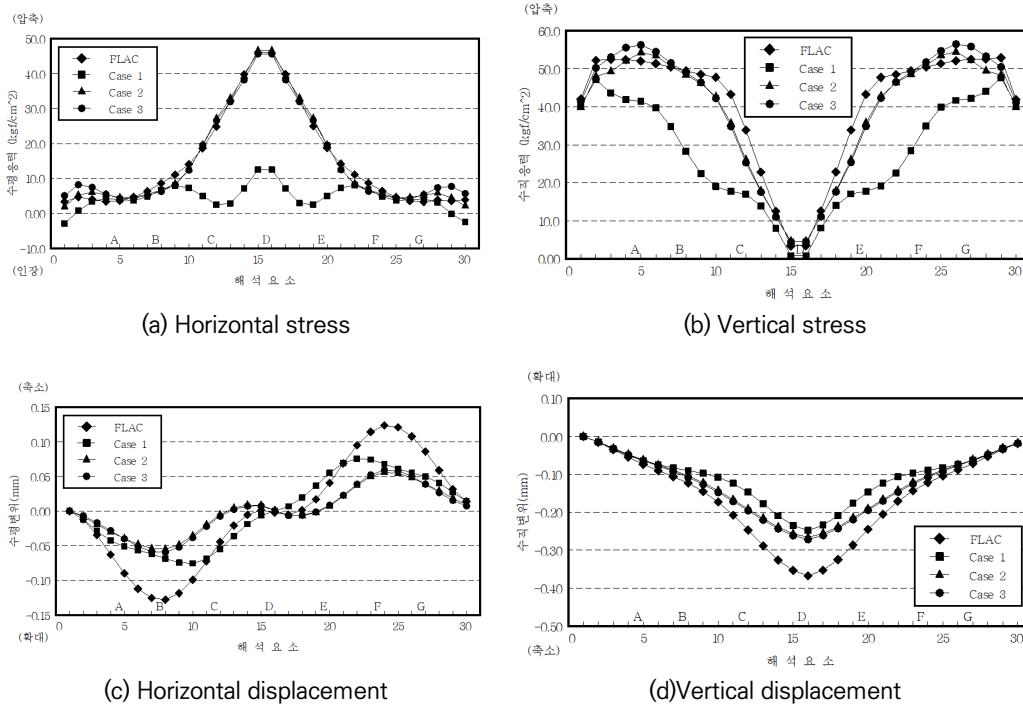 (압축)
50.0
40.0
30.0
20.0
10.0
0.00
-10.0
수평응력 (kgf/cm^2)
FLAC
Case 1
Case 2
Case 3
A B C D E F G
0 5 10 15 20 25 30
(인장)
해 석 요 소
(a) Horizontal stress
(압축)
60.0
50.0
40.0
30.0
20.0
10.0
0.00
수직응력 (kgf/cm^2)
FLAC
Case 1
Case 2
Case 3
A B C D E F G
0 5 10 15 20 25 30
해 석 요 소
(b) Vertical stress
(축소)
0.15
0.10
0.05
0.00
-0.05
-0.10
-0.15
수평변위(mm)
FLAC
Case 1
Case 2
Case 3
A B C D E F G
0 5 10 15 20 25 30
(확대)
해 석 요 소
(c) Horizontal displacement
(확대)
0.10
0.00
-0.10
-0.20
-0.30
-0.40
-0.50
수직변위(mm)
FLAC
Case 1
Case 2
Case 3
A B C D E F G
0 5 10 15 20 25 30
(축소)
해 석 요 소
(d)Vertical displacement